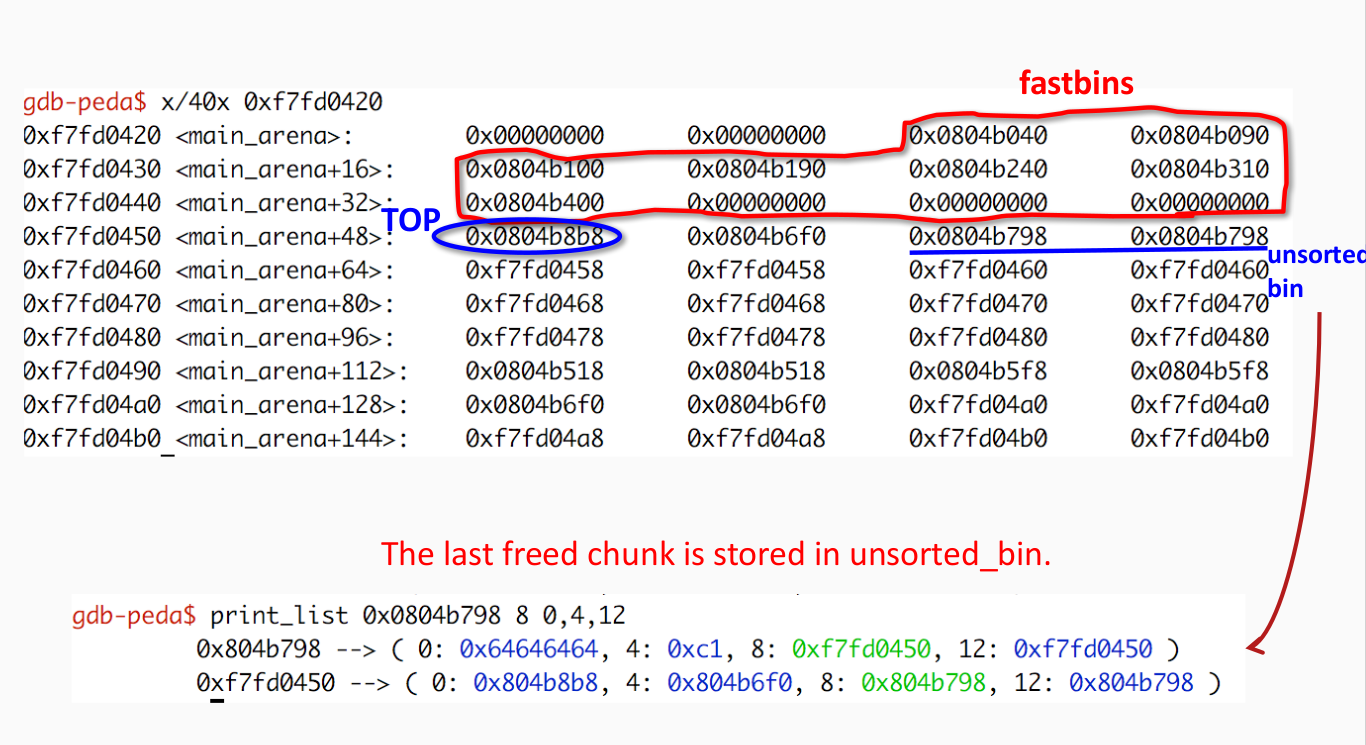 fastbins
gdb-peda$ x/40x 0xf7fd0420
0xf7fd0420 <main_arena>: 0x00000000 0x00000000 0x0804b040 0x0804b090
0xf7fd0430 <main_arena+16>: 0x0804b100 0x0804b190 0x0804b240 0x0804b310
0xf7fd0440 <main_arena+32>: 0x0804b400 0x00000000 0x00000000 0x00000000
TOP
0xf7fd0450 <main_arena+48>: 0x0804b8b8 0x0804b6f0 0x0804b798 0x0804b798
unsorted
0xf7fd0460 <main_arena+64>: 0xf7fd0458 0xf7fd0458 0xf7fd0460 0xf7fd0460
bin
0xf7fd0470 <main_arena+80>: 0xf7fd0468 0xf7fd0468 0xf7fd0470 0xf7fd0470
0xf7fd0480 <main_arena+96>: 0xf7fd0478 0xf7fd0478 0xf7fd0480 0xf7fd0480
0xf7fd0490 <main_arena+112>: 0x0804b518 0x0804b518 0x0804b5f8 0x0804b5f8
0xf7fd04a0 <main_arena+128>: 0x0804b6f0 0x0804b6f0 0xf7fd04a0 0xf7fd04a0
0xf7fd04b0 <main_arena+144>: 0xf7fd04a8 0xf7fd04a8 0xf7fd04b0 0xf7fd04b0
The last freed chunk is stored in unsorted_bin.
gdb-peda$ print_list 0x0804b798 8 0,4,12
0x804b798 --> ( 0: 0x64646464, 4: 0xc1, 8: 0xf7fd0450, 12: 0xf7fd0450 )
0xf7fd0450 --> ( 0: 0x804b8b8, 4: 0x804b6f0, 8: 0x804b798, 12: 0x804b798 )